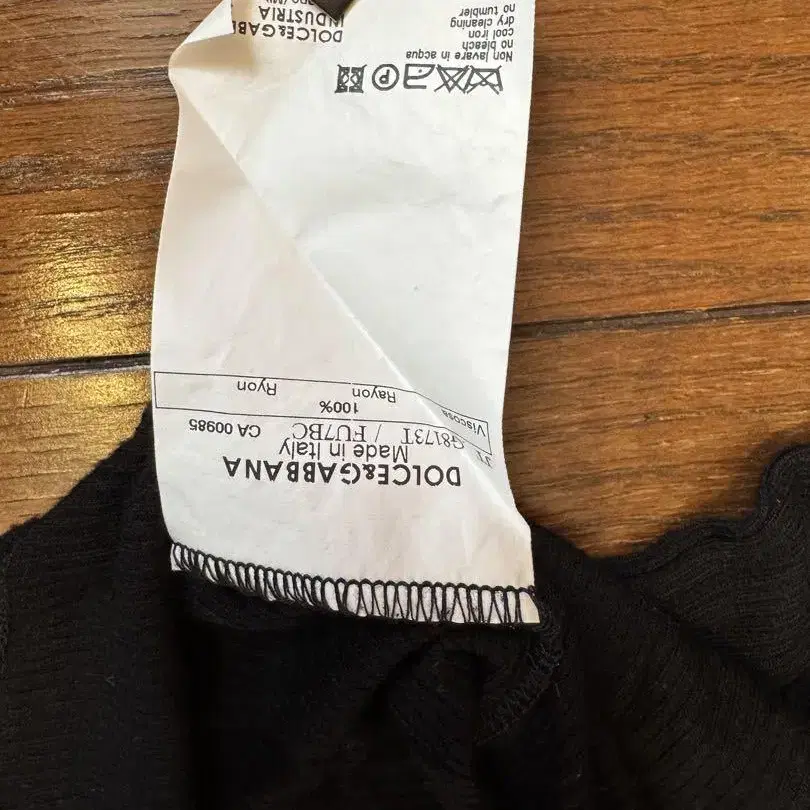 DOLCE&GABBANA
Made in Italy
G8173T / FU7BC CA 00985
Viscosa 100%
Rayon Ryon
Non lavare in acqua
no bleach
cool iron
dry cleaning
no tumbler
P
DOLCE&GABB
INDUSTRIA